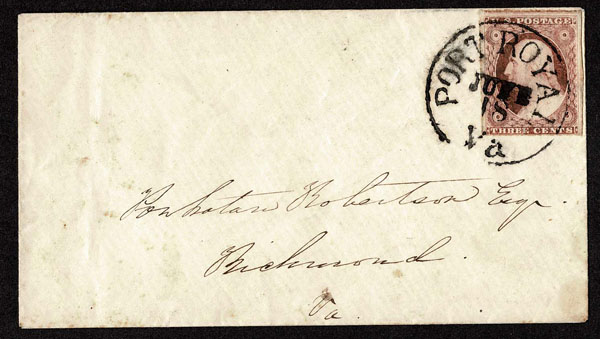 U.S. POSTAGE
PORT ROYAL
JUNE
18
Va
THREE CENTS
Powhatan Robertson Esqr.
Richmond.
Va.